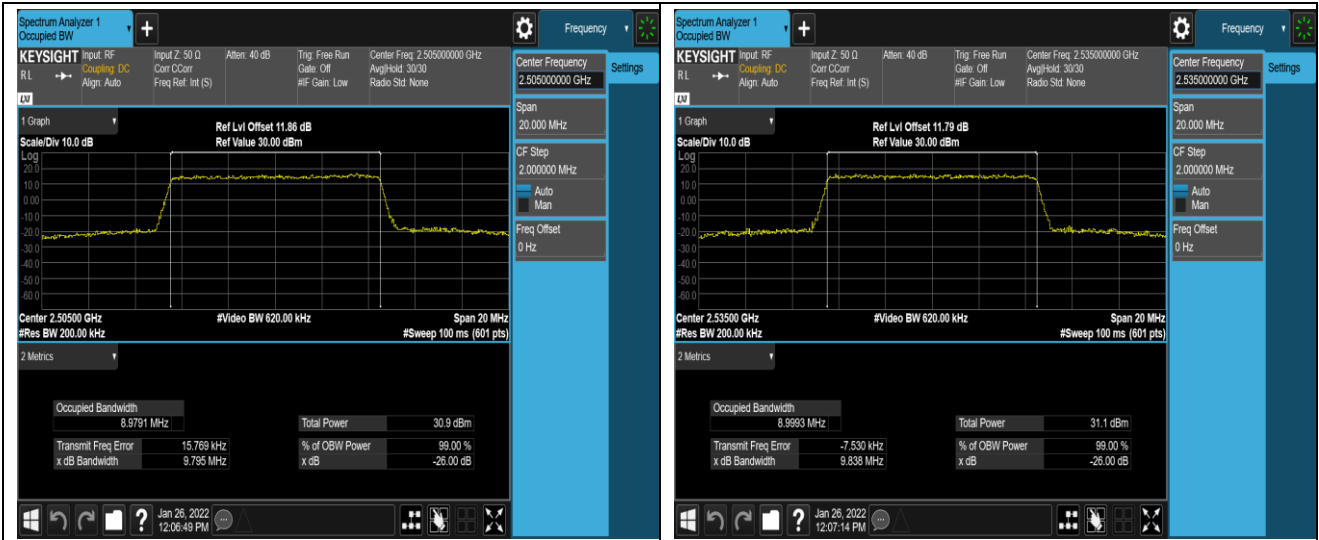 Spectrum Analyzer 1
Occupied BW
Frequency
KEYSIGHT
Input: RF
Coupling: DC
Align: Auto
Input Z: 50 Ω
Corr CCorr
Freq Ref: Int (S)
Atten: 40 dB
Trig: Free Run
Gate: Off
#IF Gain: Low
Center Freq: 2.505000000 GHz
Avg|Hold: 30/30
Radio Std: None
RL
LXI
Center Frequency
2.505000000 GHz
Settings
Span
20.000 MHz
CF Step
2.000000 MHz
Auto
Man
Freq Offset
0 Hz
1 Graph
Scale/Div 10.0 dB
Ref Lvl Offset 11.86 dB
Ref Value 30.00 dBm
Log
20.0
10.0
0.00
-10.0
-20.0
-30.0
-40.0
-50.0
-60.0
Center 2.50500 GHz
#Video BW 620.00 kHz
Span 20 MHz
#Res BW 200.00 kHz
#Sweep 100 ms (601 pts)
2 Metrics
Occupied Bandwidth
8.9791 MHz
Total Power 30.9 dBm
Transmit Freq Error 15.769 kHz
% of OBW Power 99.00 %
x dB Bandwidth 9.795 MHz
x dB -26.00 dB
?
Jan 26, 2022
12:06:49 PM
Spectrum Analyzer 1
Occupied BW
Frequency
KEYSIGHT
Input: RF
Coupling: DC
Align: Auto
Input Z: 50 Ω
Corr CCorr
Freq Ref: Int (S)
Atten: 40 dB
Trig: Free Run
Gate: Off
#IF Gain: Low
Center Freq: 2.535000000 GHz
Avg|Hold: 30/30
Radio Std: None
RL
LXI
Center Frequency
2.535000000 GHz
Settings
Span
20.000 MHz
CF Step
2.000000 MHz
Auto
Man
Freq Offset
0 Hz
1 Graph
Scale/Div 10.0 dB
Ref Lvl Offset 11.79 dB
Ref Value 30.00 dBm
Log
20.0
10.0
0.00
-10.0
-20.0
-30.0
-40.0
-50.0
-60.0
Center 2.53500 GHz
#Video BW 620.00 kHz
Span 20 MHz
#Res BW 200.00 kHz
#Sweep 100 ms (601 pts)
2 Metrics
Occupied Bandwidth
8.9993 MHz
Total Power 31.1 dBm
Transmit Freq Error -7.530 kHz
% of OBW Power 99.00 %
x dB Bandwidth 9.838 MHz
x dB -26.00 dB
?
Jan 26, 2022
12:07:14 PM